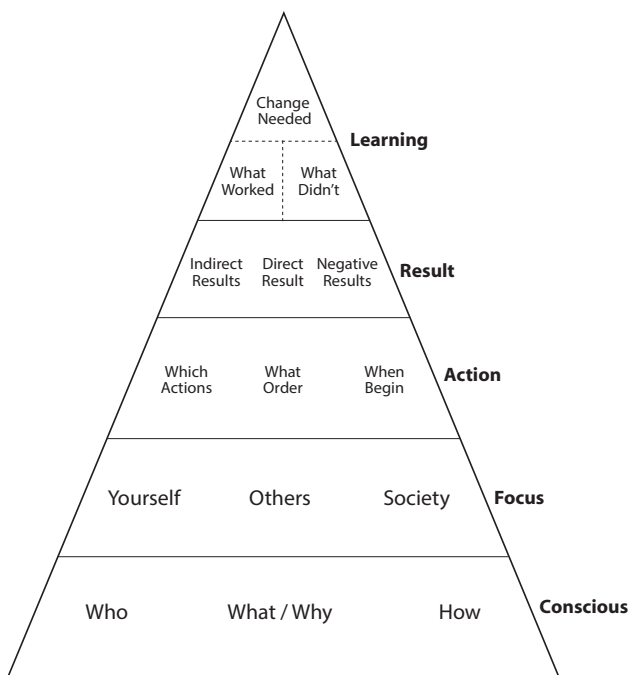 Change
Needed
Learning
What
Worked
What
Didn't
Indirect
Results
Direct
Result
Negative
Results
Result
Which
Actions
What
Order
When
Begin
Action
Yourself
Others
Society
Focus
Who
What / Why
How
Conscious